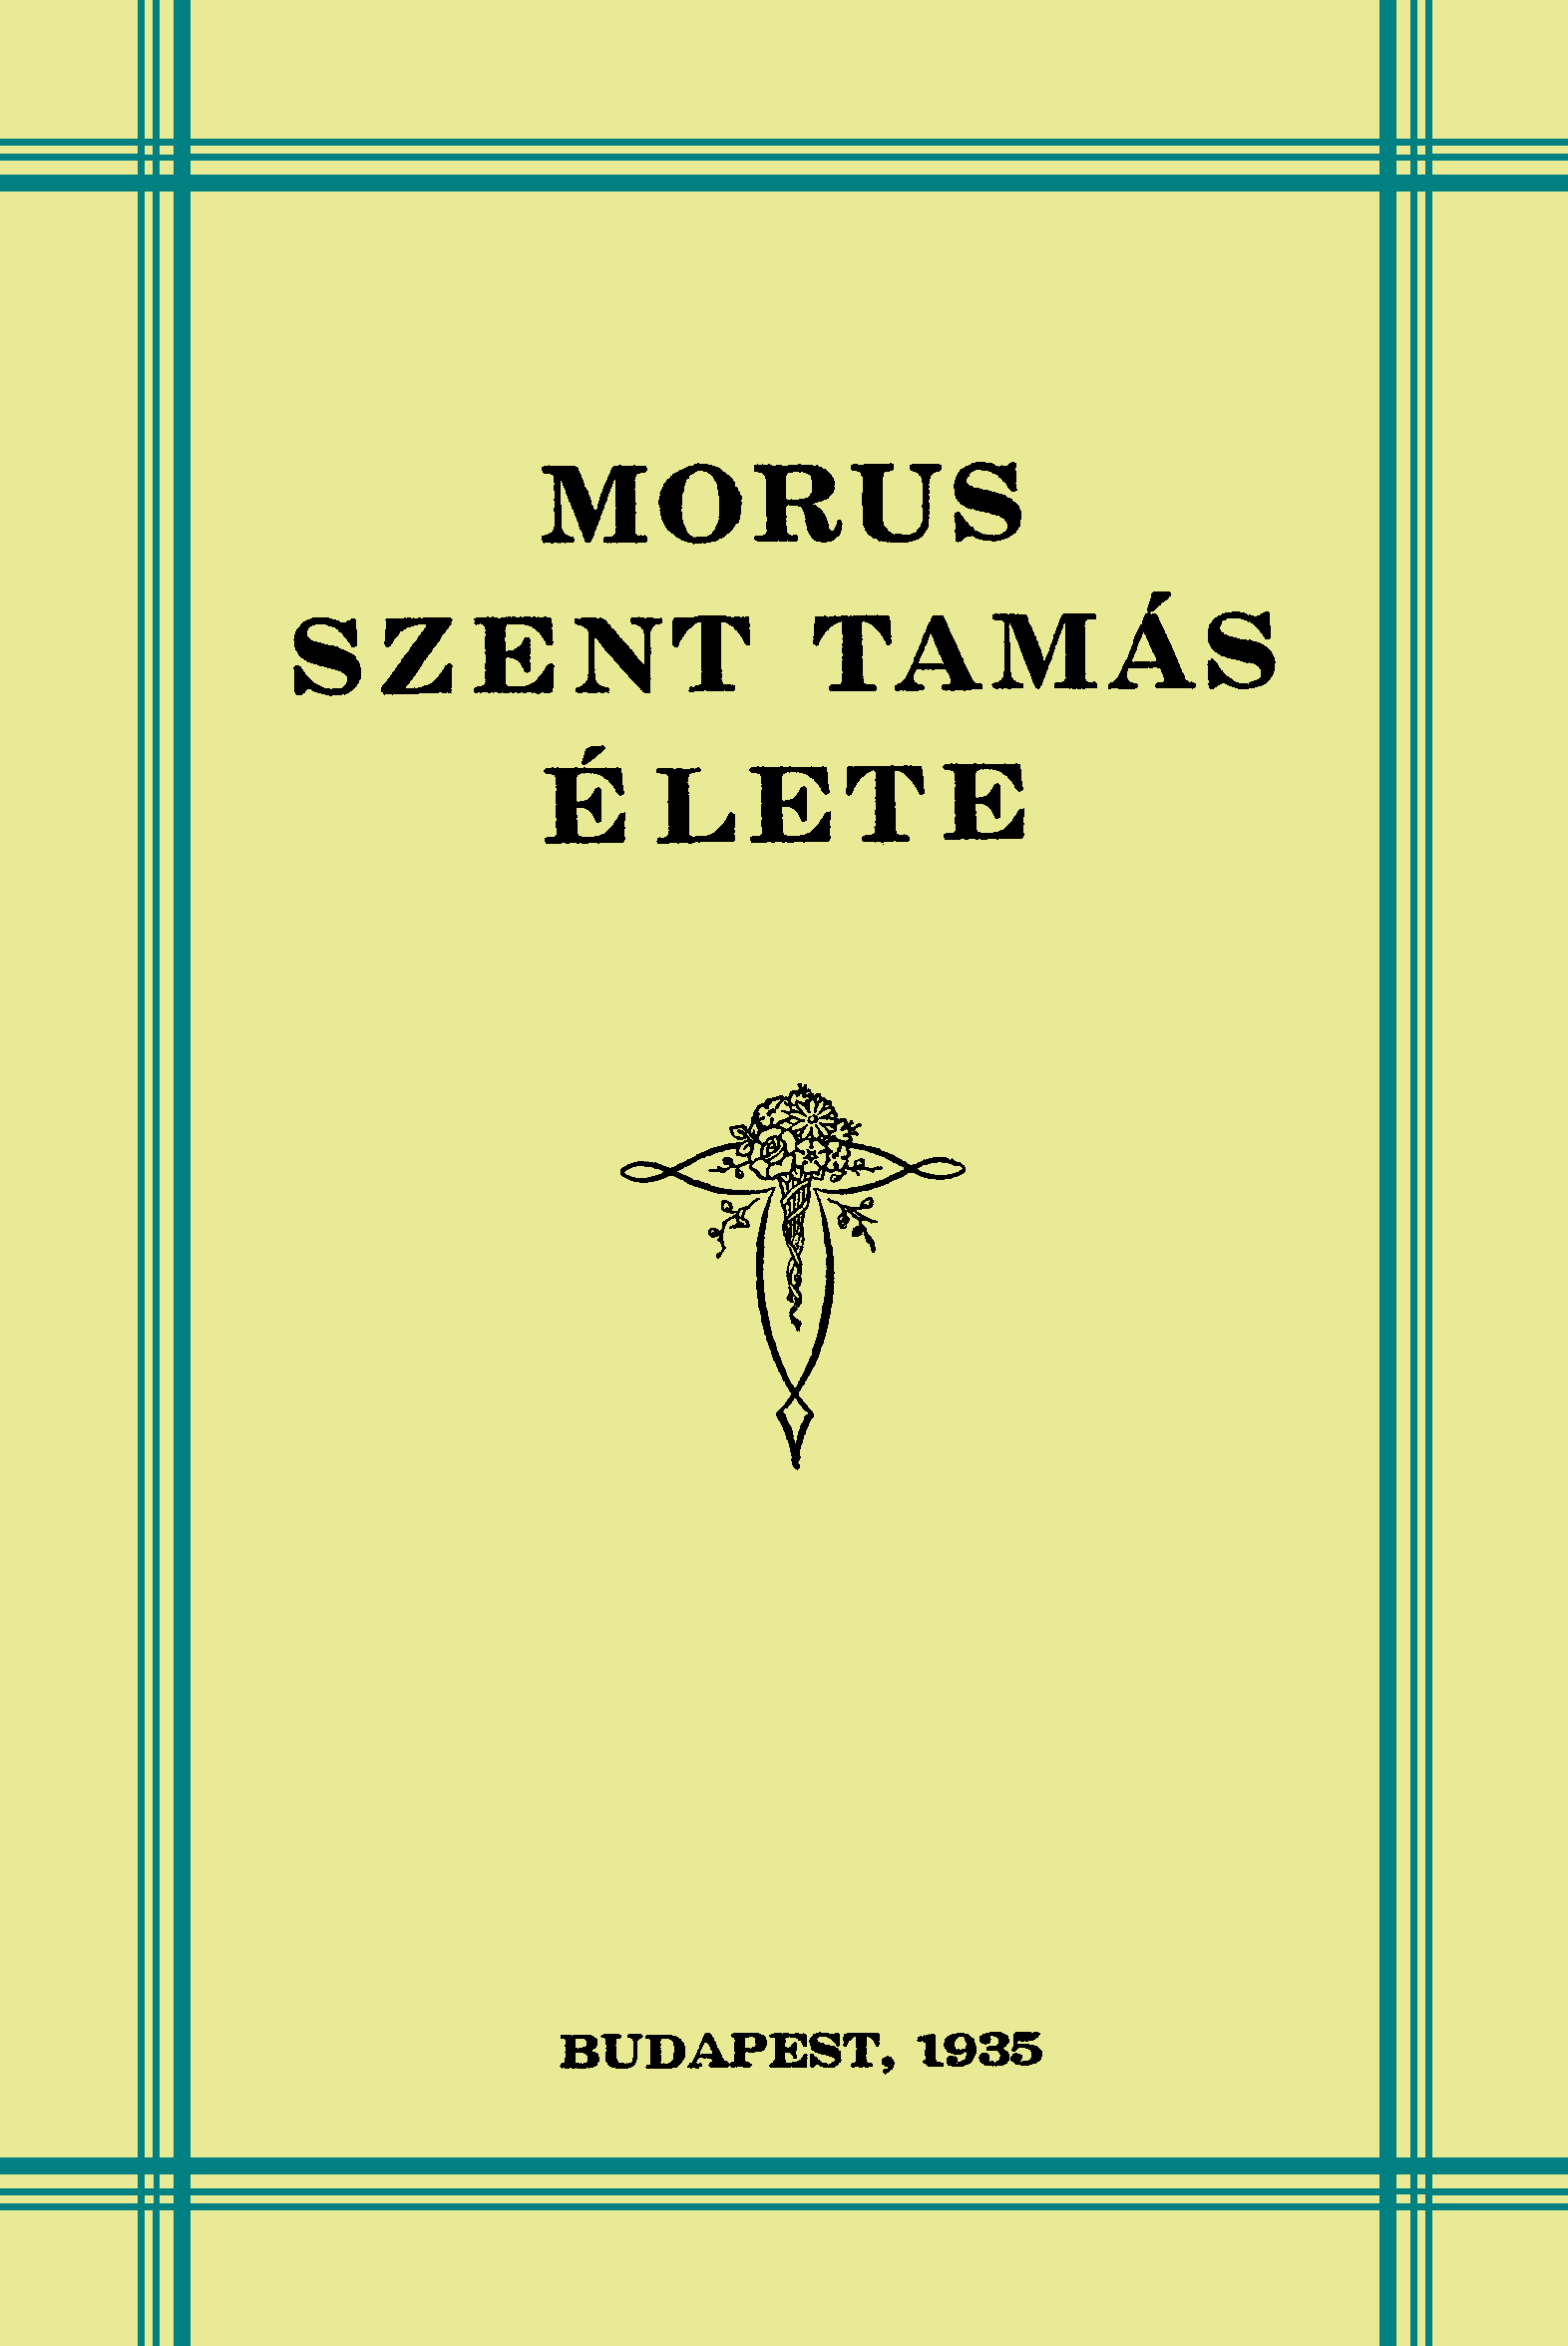 MORUS
SZENT TAMÁS
ÉLETE
BUDAPEST, 1935